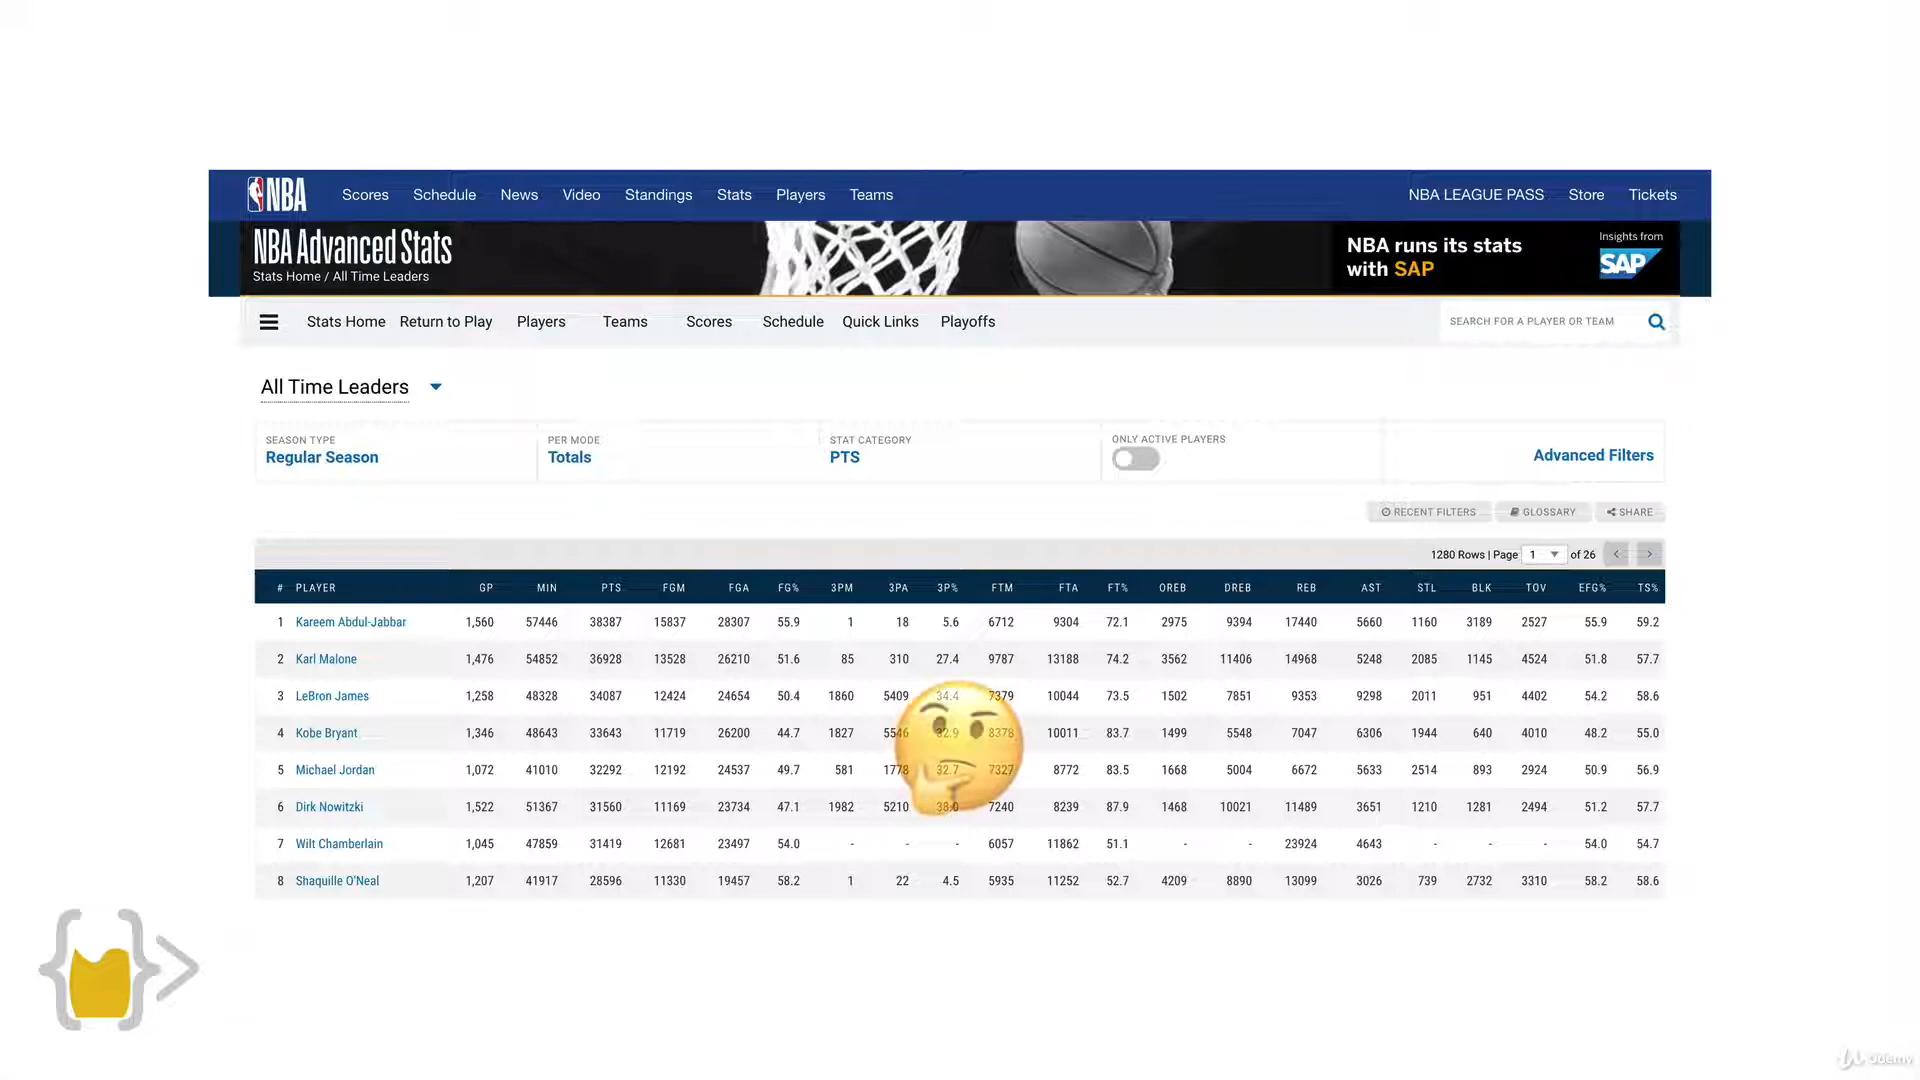 NBA Scores Schedule News Video Standings Stats Players Teams NBA LEAGUE PASS Store Tickets
NBA Advanced Stats
Stats Home / All Time Leaders
NBA runs its stats
with SAP
Insights from
SAP
Stats Home Return to Play Players Teams Scores Schedule Quick Links Playoffs SEARCH FOR A PLAYER OR TEAM
All Time Leaders
SEASON TYPE PER MODE STAT CATEGORY ONLY ACTIVE PLAYERS
Regular Season Totals PTS Advanced Filters
RECENT FILTERS GLOSSARY SHARE
1280 Rows | Page 1 of 26
# PLAYER GP MIN PTS FGM FGA FG% 3PM 3PA 3P% FTM FTA FT% OREB DREB REB AST STL BLK TOV EFG% TS%
1 Kareem Abdul-Jabbar 1,560 57446 38387 15837 28307 55.9 1 18 5.6 6712 9304 72.1 2975 9394 17440 5660 1160 3189 2527 55.9 59.2
2 Karl Malone 1,476 54852 36928 13528 26210 51.6 85 310 27.4 9787 13188 74.2 3562 11406 14968 5248 2085 1145 4524 51.8 57.7
3 LeBron James 1,258 48328 34087 12424 24654 50.4 1860 5409 34.4 7379 10044 73.5 1502 7851 9353 9298 2011 951 4402 54.2 58.6
4 Kobe Bryant 1,346 48643 33643 11719 26200 44.7 1827 5546 32.9 8378 10011 83.7 1499 5548 7047 6306 1944 640 4010 48.2 55.0
5 Michael Jordan 1,072 41010 32292 12192 24537 49.7 581 1778 32.7 7327 8772 83.5 1668 5004 6672 5633 2514 893 2924 50.9 56.9
6 Dirk Nowitzki 1,522 51367 31560 11169 23734 47.1 1982 5210 38.0 7240 8239 87.9 1468 10021 11489 3651 1210 1281 2494 51.2 57.7
7 Wilt Chamberlain 1,045 47859 31419 12681 23497 54.0 - - - 6057 11862 51.1 - - 23924 4643 - - - 54.0 54.7
8 Shaquille O'Neal 1,207 41917 28596 11330 19457 58.2 1 22 4.5 5935 11252 52.7 4209 8890 13099 3026 739 2732 3310 58.2 58.6
Udemy